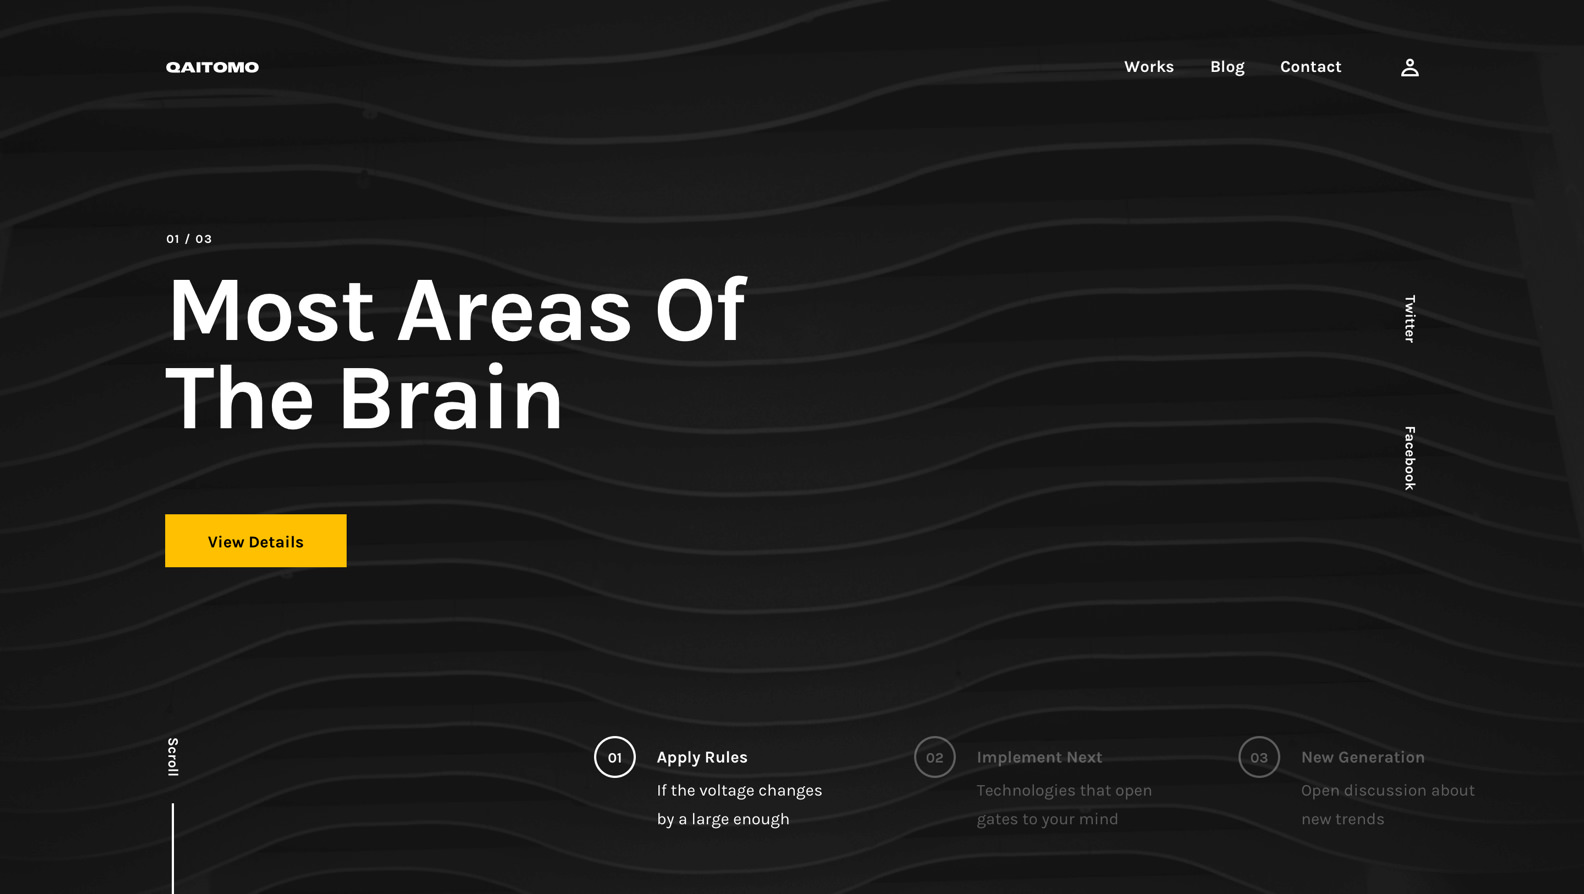 QAITOMO
Works
Blog
Contact
01 / 03
Most Areas Of
The Brain
Twitter
Facebook
View Details
Scroll
01
Apply Rules
If the voltage changes
by a large enough
02
Implement Next
Technologies that open
gates to your mind
03
New Generation
Open discussion about
new trends